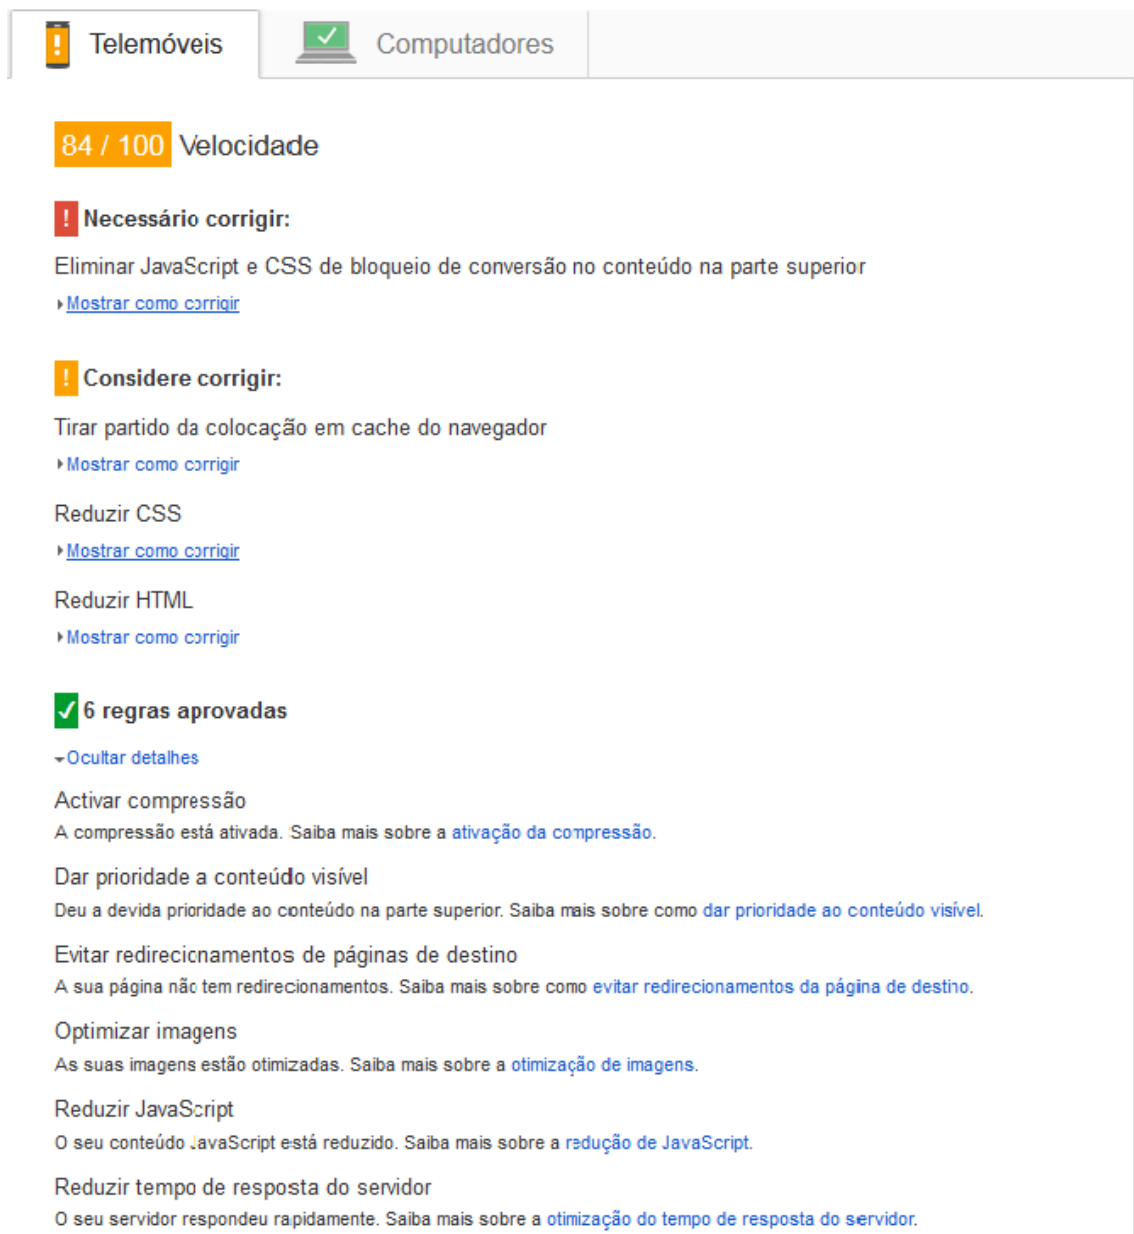 Telemóveis
Computadores
84 / 100 Velocidade
! Necessário corrigir:
Eliminar JavaScript e CSS de bloqueio de conversão no conteúdo na parte superior
Mostrar como corrigir
! Considere corrigir:
Tirar partido da colocação em cache do navegador
Mostrar como corrigir
Reduzir CSS
Mostrar como corrigir
Reduzir HTML
Mostrar como corrigir
6 regras aprovadas
Ocultar detalhes
Activar compressão
A compressão está ativada. Saiba mais sobre a ativação da compressão.
Dar prioridade a conteúdo visível
Deu a devida prioridade ao conteúdo na parte superior. Saiba mais sobre como dar prioridade ao conteúdo visível.
Evitar redirecionamentos de páginas de destino
A sua página não tem redirecionamentos. Saiba mais sobre como evitar redirecionamentos da página de destino.
Optimizar imagens
As suas imagens estão otimizadas. Saiba mais sobre a otimização de imagens.
Reduzir JavaScript
O seu conteúdo JavaScript está reduzido. Saiba mais sobre a redução de JavaScript.
Reduzir tempo de resposta do servidor
O seu servidor respondeu rapidamente. Saiba mais sobre a otimização do tempo de resposta do servidor.